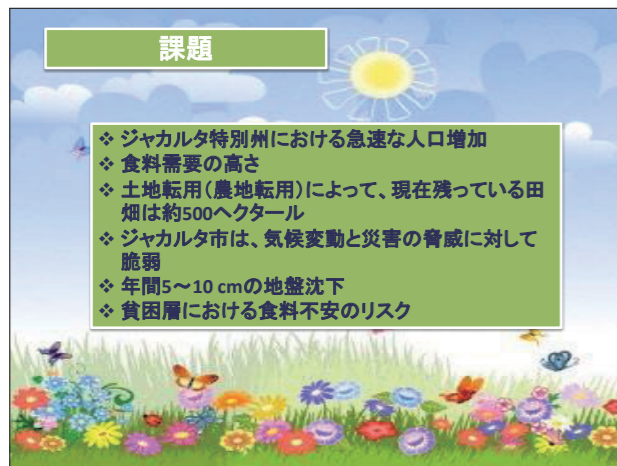 課題
❖ ジャカルタ特別州における急速な人口増加
❖ 食料需要の高さ
❖ 土地転用(農地転用)によって、現在残っている田
畑は約500ヘクタール
❖ ジャカルタ市は、気候変動と災害の脅威に対して
脆弱
❖ 年間5～10 cmの地盤沈下
❖ 貧困層における食料不安のリスク